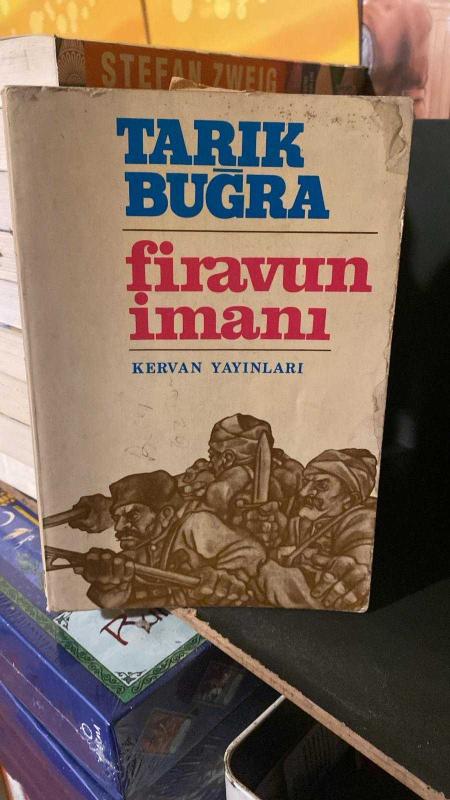 STEFAN ZWEIG
TARIK
BUĞRA
firavun
imanı
KERVAN YAYINLARI